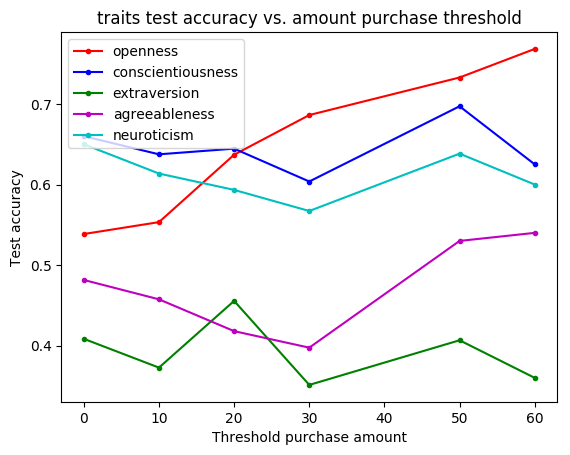 traits test accuracy vs. amount purchase threshold
openness
conscientiousness
extraversion
agreeableness
neuroticism
Test accuracy
0.7
0.6
0.5
0.4
0 10 20 30 40 50 60
Threshold purchase amount